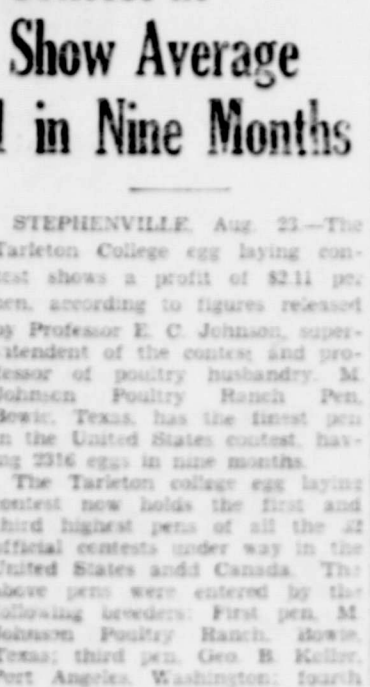 Show Average
in Nine Months
STEPHENVILLE, Aug. 23.—The
Tarleton College egg laying con-
test shows a profit of $2.11 per
hen, according to figures released
by Professor E. C. Johnson, super-
intendent of the contest and pro-
fessor of poultry husbandry. M.
Johnson Poultry Ranch Pen,
Bowie, Texas, has the finest pen
in the United States contest, hav-
ing 2316 eggs in nine months.
The Tarleton college egg laying
contest now holds the first and
third highest pens of all the
official contests under way in the
United States andd Canada. The
above pens were entered by the
following breeders: First pen, M.
Johnson Poultry Ranch, Bowie,
Texas; third pen, Geo. B. Keller,
Port Angeles, Washington; fourth